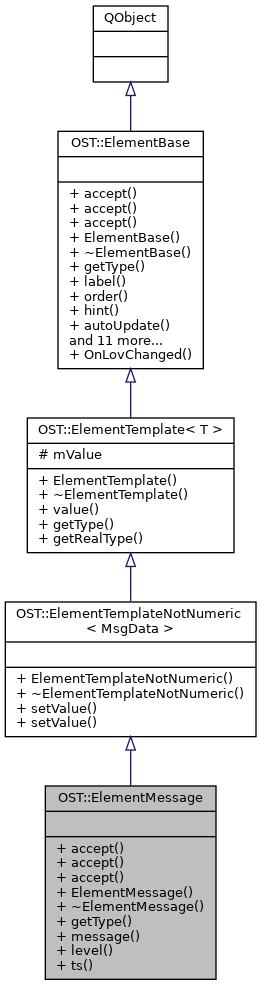 QObject
OST::ElementBase
+ accept()
+ accept()
+ accept()
+ ElementBase()
+ ~ElementBase()
+ getType()
+ label()
+ order()
+ hint()
+ autoUpdate()
and 11 more...
+ OnLovChanged()
OST::ElementTemplate< T >
# mValue
+ ElementTemplate()
+ ~ElementTemplate()
+ value()
+ getType()
+ getRealType()
OST::ElementTemplateNotNumeric
< MsgData >
+ ElementTemplateNotNumeric()
+ ~ElementTemplateNotNumeric()
+ setValue()
+ setValue()
OST::ElementMessage
+ accept()
+ accept()
+ accept()
+ ElementMessage()
+ ~ElementMessage()
+ getType()
+ message()
+ level()
+ ts()